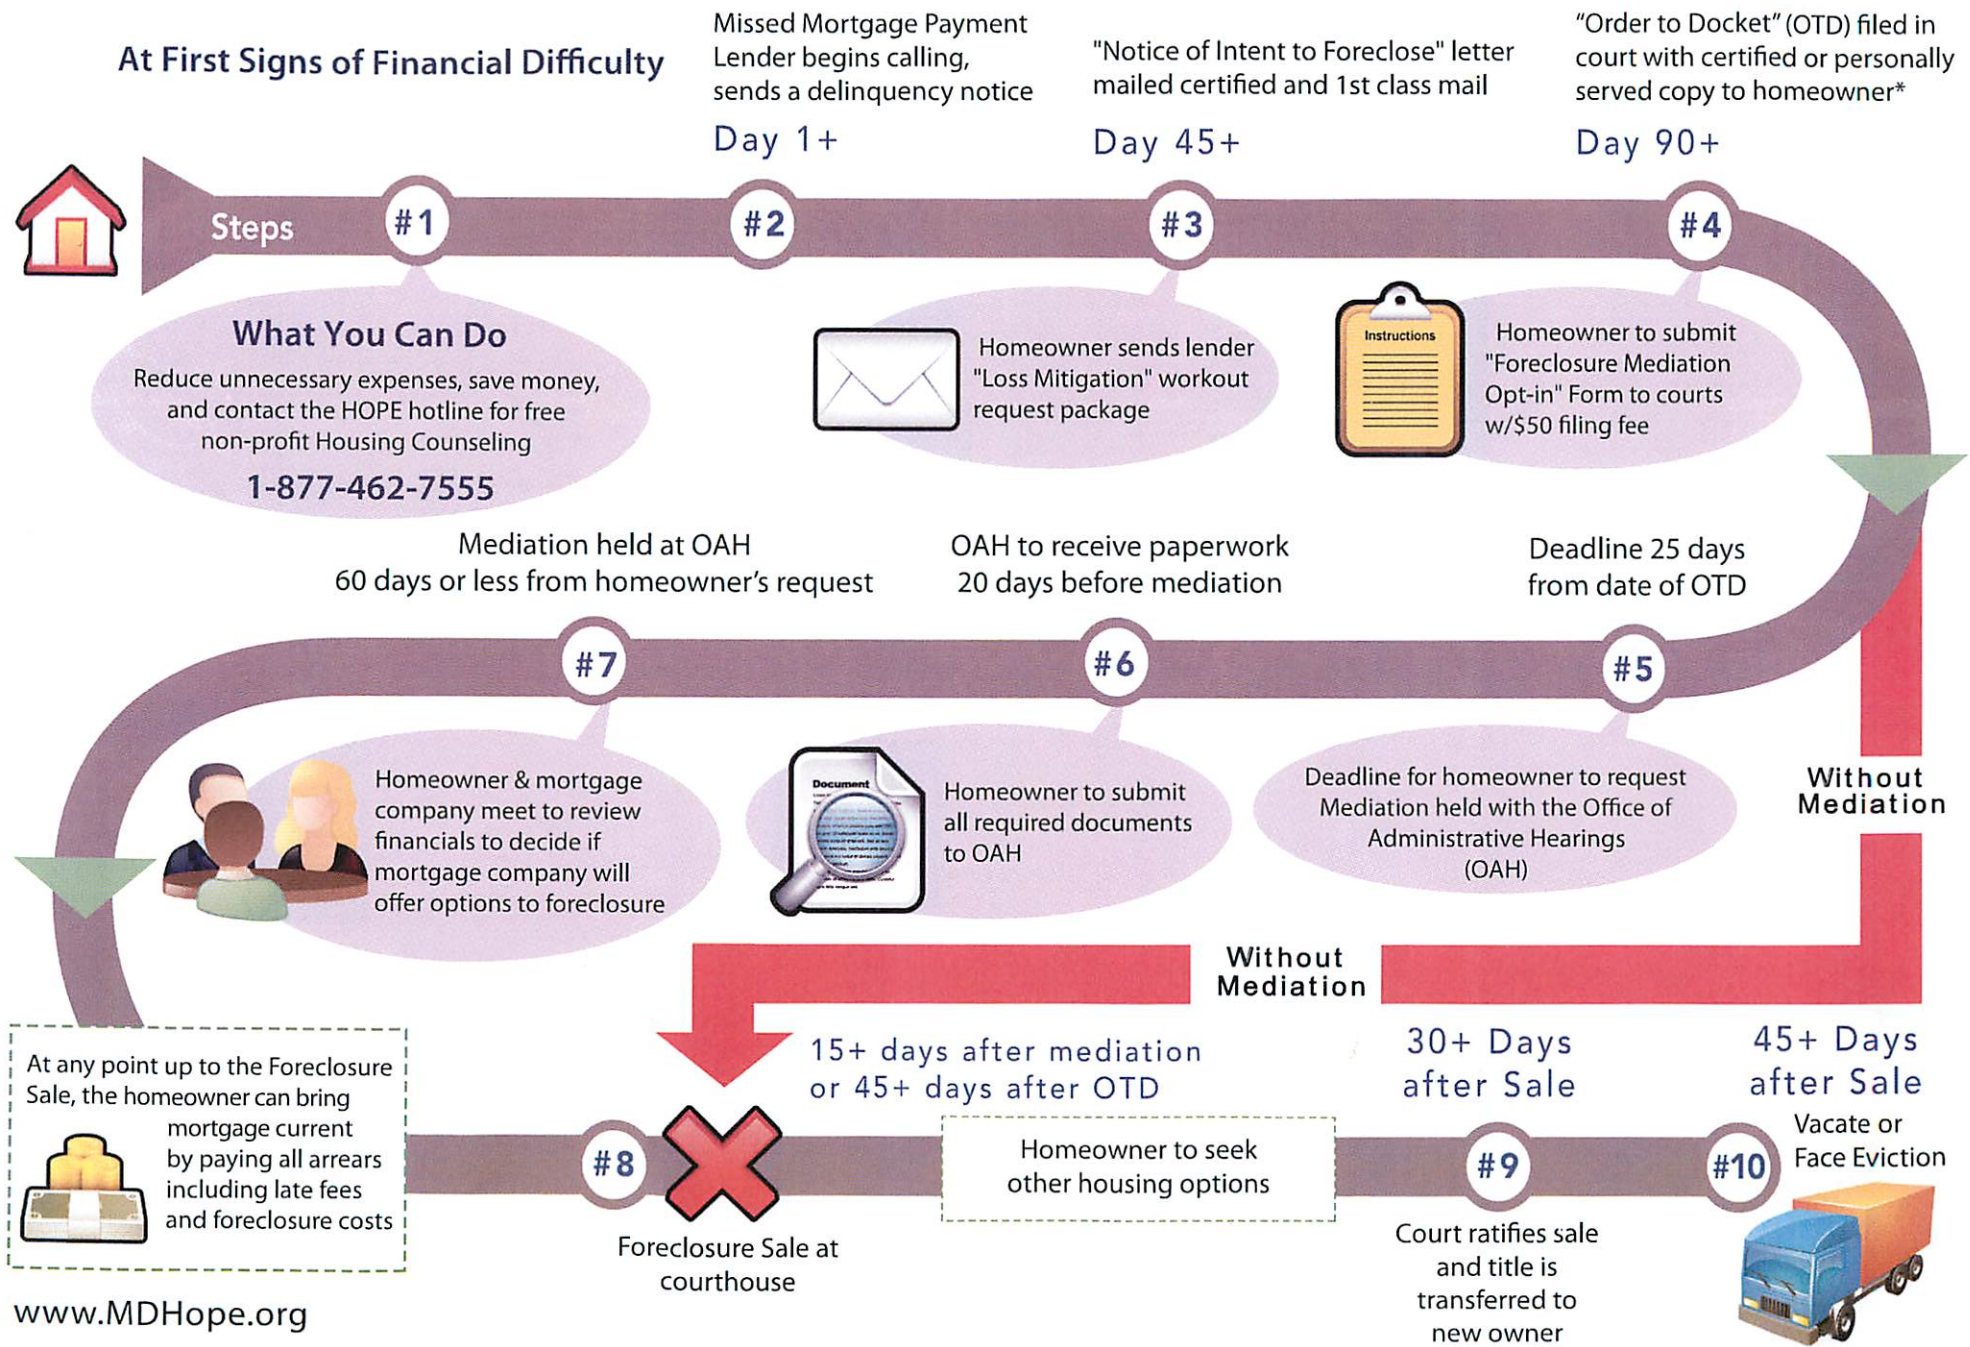 At First Signs of Financial Difficulty
Missed Mortgage Payment
Lender begins calling,
sends a delinquency notice
Day 1+
"Notice of Intent to Foreclose" letter
mailed certified and 1st class mail
Day 45+
“Order to Docket” (OTD) filed in
court with certified or personally
served copy to homeowner*
Day 90+
Steps
#1
#2
#3
#4
What You Can Do
Reduce unnecessary expenses, save money,
and contact the HOPE hotline for free
non-profit Housing Counseling
1-877-462-7555
Homeowner sends lender
"Loss Mitigation" workout
request package
Instructions
Homeowner to submit
"Foreclosure Mediation
Opt-in" Form to courts
w/$50 filing fee
Mediation held at OAH
60 days or less from homeowner’s request
OAH to receive paperwork
20 days before mediation
Deadline 25 days
from date of OTD
#7
#6
#5
Homeowner & mortgage
company meet to review
financials to decide if
mortgage company will
offer options to foreclosure
Document
Homeowner to submit
all required documents
to OAH
Deadline for homeowner to request
Mediation held with the Office of
Administrative Hearings
(OAH)
Without
Mediation
Without
Mediation
At any point up to the Foreclosure
Sale, the homeowner can bring
mortgage current
by paying all arrears
including late fees
and foreclosure costs
15+ days after mediation
or 45+ days after OTD
30+ Days
after Sale
45+ Days
after Sale
#8
Foreclosure Sale at
courthouse
Homeowner to seek
other housing options
#9
Court ratifies sale
and title is
transferred to
new owner
#10
Vacate or
Face Eviction
www.MDHope.org